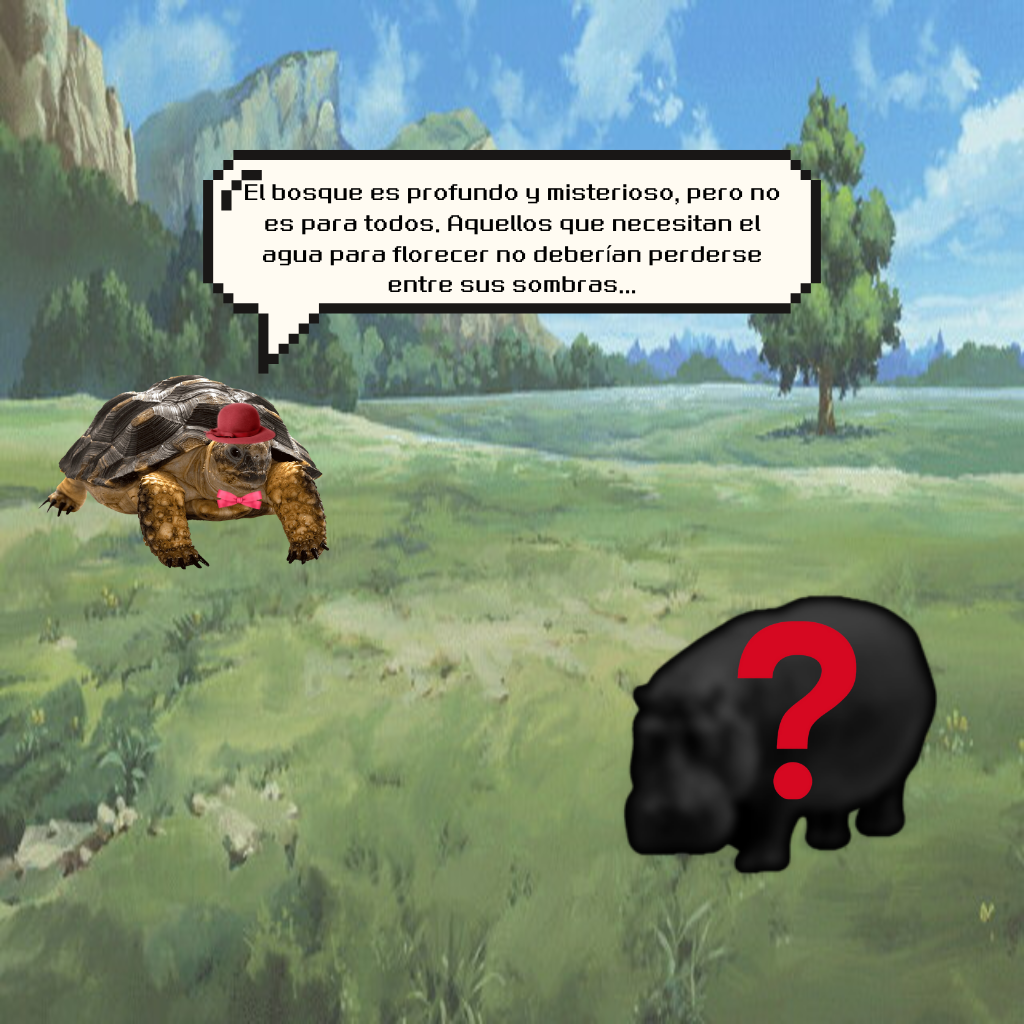 El bosque es profundo y misterioso, pero no
es para todos. Aquellos que necesitan el
agua para florecer no deberían perderse
entre sus sombras...
?